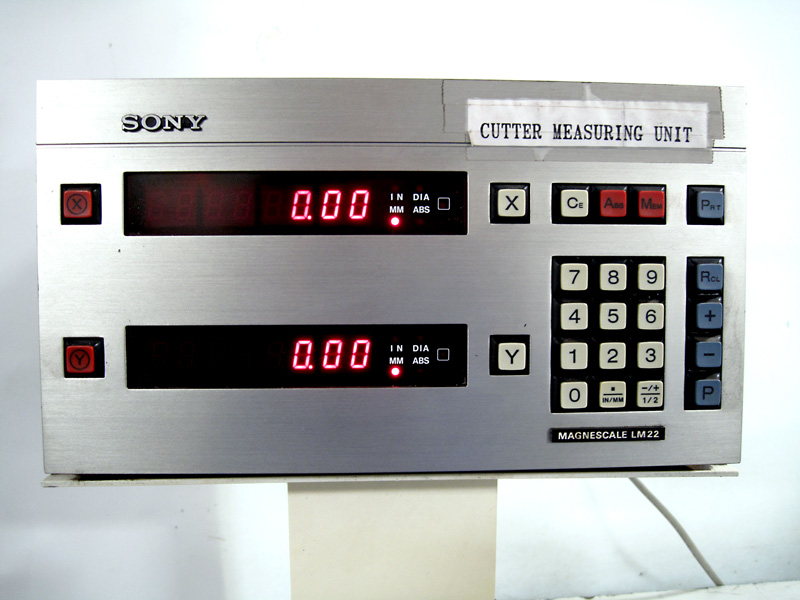 SONY
CUTTER MEASURING UNIT
X
0.00
IN DIA
MM ABS
X
CE
ABS
MEM
PRT
7 8 9
RCL
4 5 6
+
Y
0.00
IN DIA
MM ABS
Y
1 2 3
-
0
. IN/MM
-/+ 1/2
P
MAGNESCALE LM22